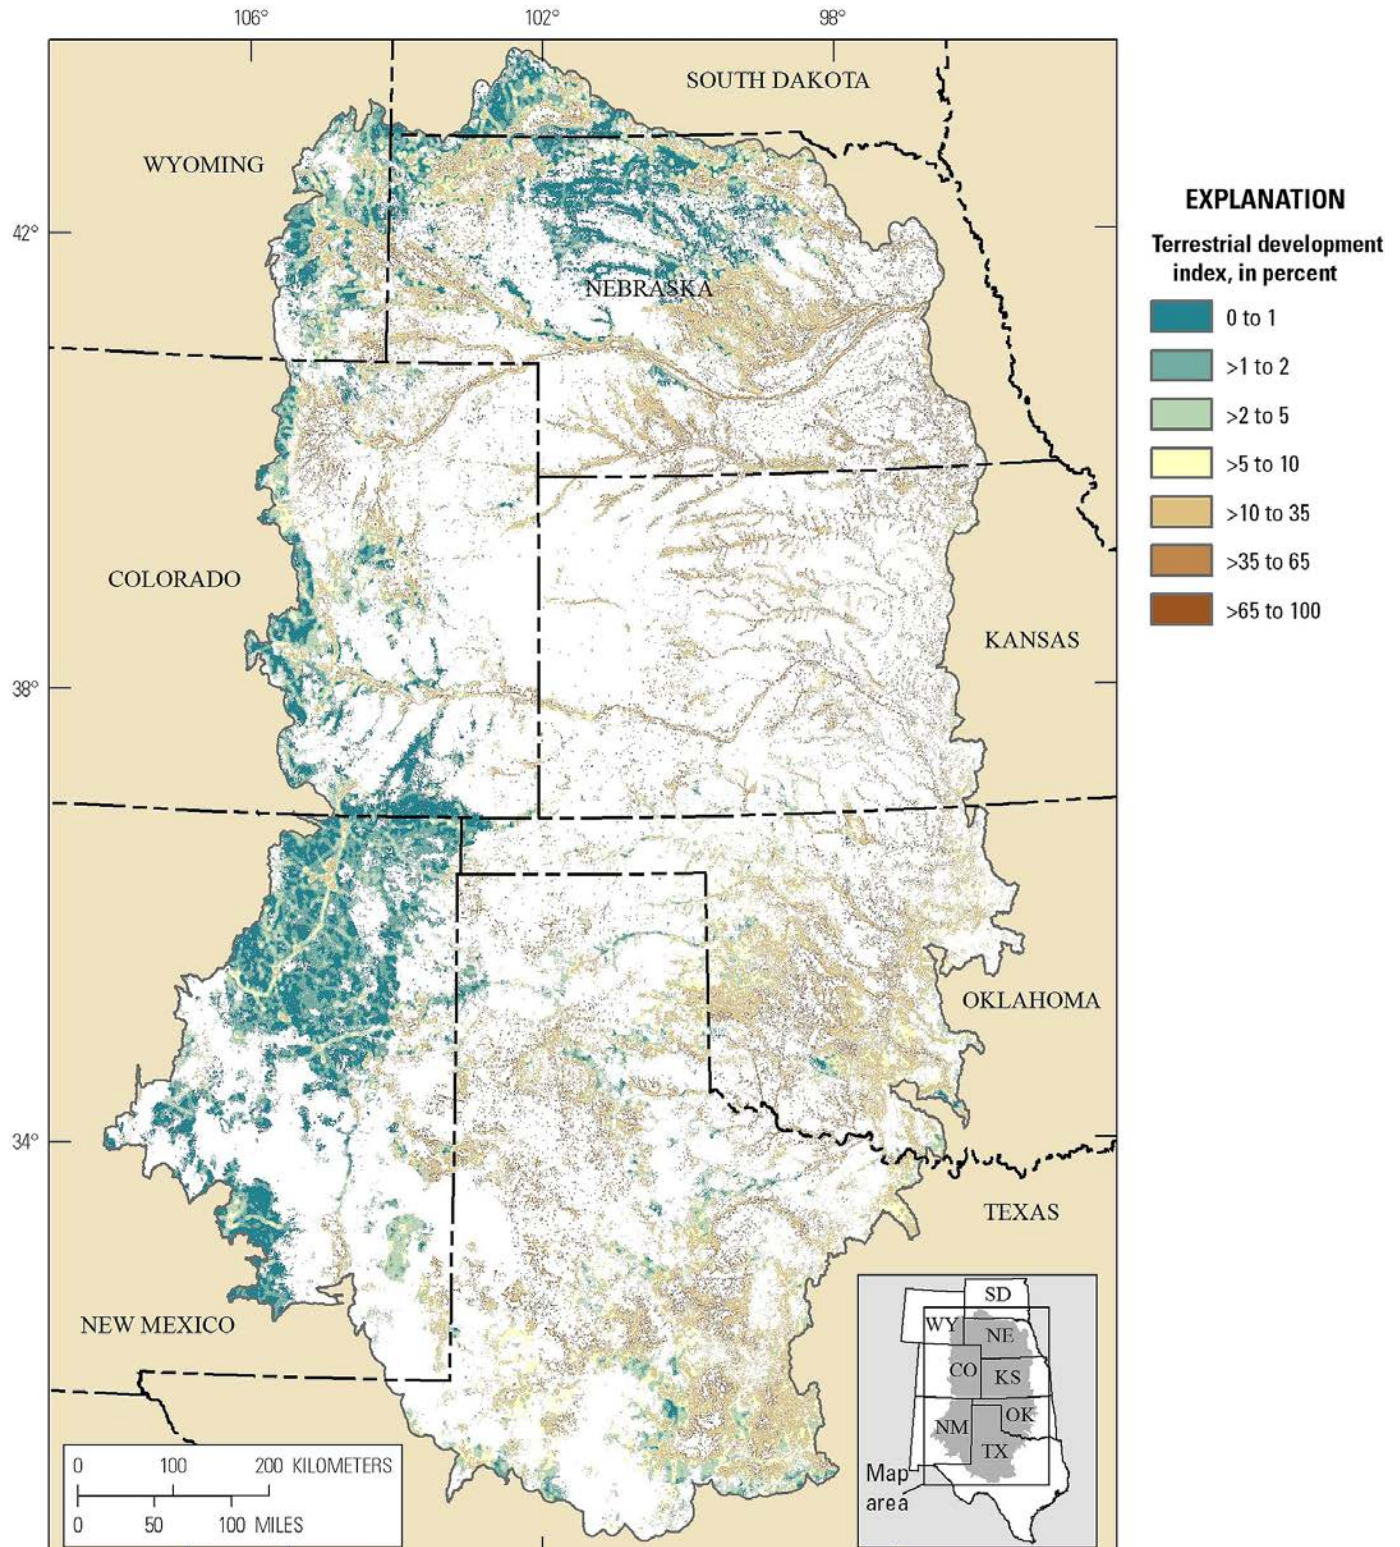 106°
102°
98°
SOUTH DAKOTA
WYOMING
42°
NEBRASKA
COLORADO
KANSAS
38°
OKLAHOMA
34°
TEXAS
NEW MEXICO
EXPLANATION
Terrestrial development
index, in percent
0 to 1
>1 to 2
>2 to 5
>5 to 10
>10 to 35
>35 to 65
>65 to 100
0 100 200 KILOMETERS
0 50 100 MILES
SD
WY
NE
CO
KS
NM
OK
TX
Map
area